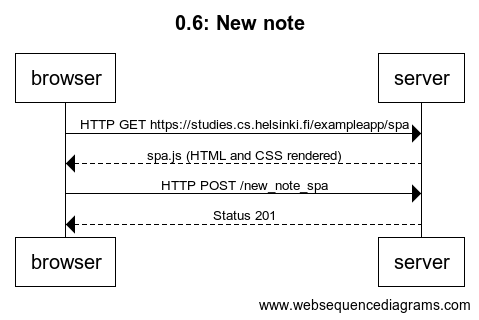 0.6: New note
browser
server
HTTP GET https://studies.cs.helsinki.fi/exampleapp/spa
spa.js (HTML and CSS rendered)
HTTP POST /new_note_spa
Status 201
browser
server
www.websequencediagrams.com